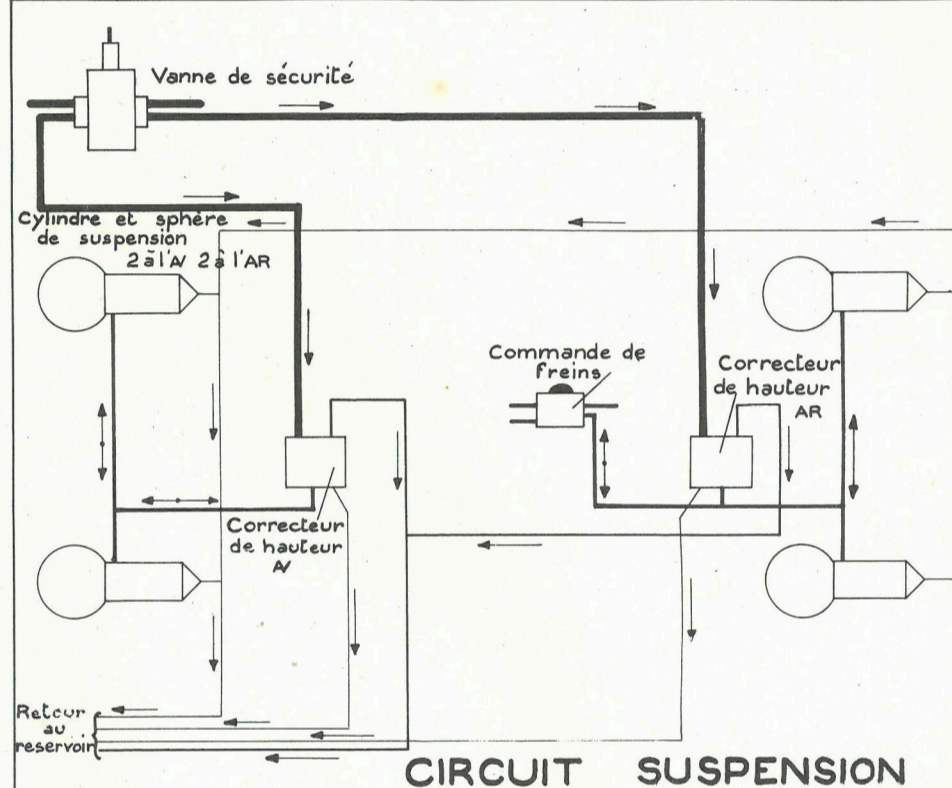 Vanne de sécurité
Cylindre et sphère
de suspension
2 à l'AV 2 à l'AR
Commande de
freins
Correcteur
de hauteur
AR
Correcteur
de hauteur
AV
Retour
au
reservoir
CIRCUIT SUSPENSION